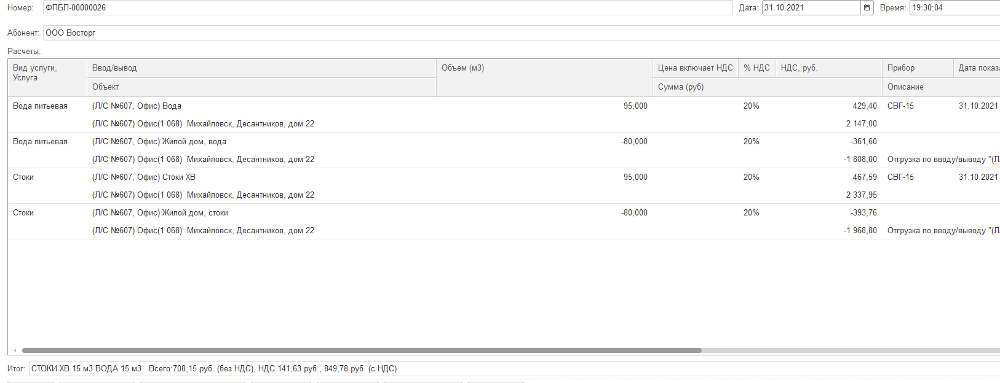 Номер: ФПБП-00000026 Дата: 31.10.2021 Время: 19:30:04
Абонент: ООО Восторг
Расчеты:
Вид услуги, Услуга Ввод/вывод Объем (м3) Цена включает НДС % НДС НДС, руб. Прибор Дата показа
Объект Сумма (руб) Описание
Вода питьевая (Л/С №607, Офис) Вода 95,000 20% 429,40 СВГ-15 31.10.2021
(Л/С №607) Офис(1 068) Михайловск, Десантников, дом 22 2 147,00
Вода питьевая (Л/С №607, Офис) Жилой дом, вода -80,000 20% -361,60
(Л/С №607) Офис(1 068) Михайловск, Десантников, дом 22 -1 808,00 Отгрузка по вводу/выводу "(Л/
Стоки (Л/С №607, Офис) Стоки ХВ 95,000 20% 467,59 СВГ-15 31.10.2021
(Л/С №607) Офис(1 068) Михайловск, Десантников, дом 22 2 337,95
Стоки (Л/С №607, Офис) Жилой дом, стоки -80,000 20% -393,76
(Л/С №607) Офис(1 068) Михайловск, Десантников, дом 22 -1 968,80 Отгрузка по вводу/выводу "(Л/
Итог: СТОКИ ХВ 15 м3 ВОДА 15 м3 Всего:708,15 руб. (без НДС), НДС 141,63 руб., 849,78 руб. (с НДС)